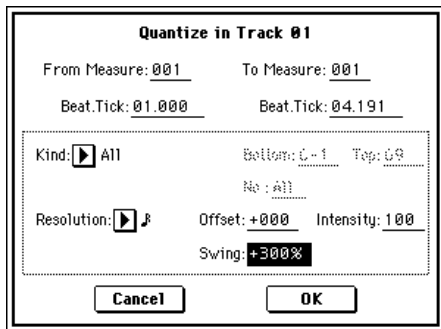 Quantize in Track 01
From Measure: 001 To Measure: 001
Beat.Tick: 01.000 Beat.Tick: 04.191
Kind: All Bottom: C-1 Top: G9
No.: All
Resolution: Offset: +000 Intensity: 100
Swing: +300%
Cancel OK